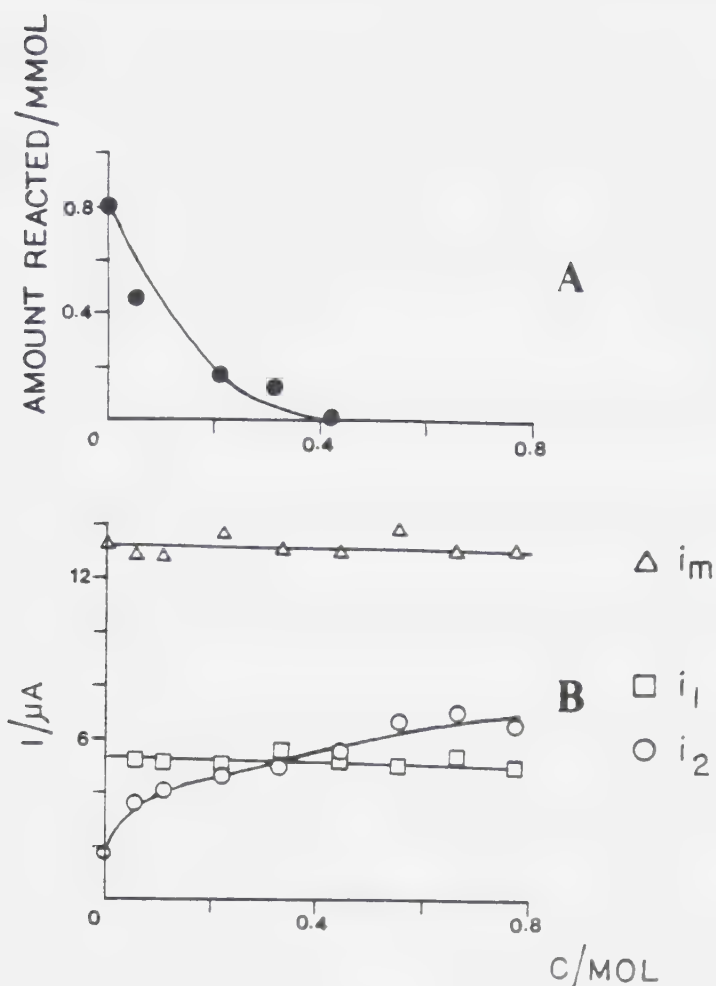 AMOUNT REACTED/MMOL
0.8
0.4
0
0.4
0.8
A
12
6
I/μA
0
0.4
0.8
C/MOL
B
△ im
□ i1
○ i2